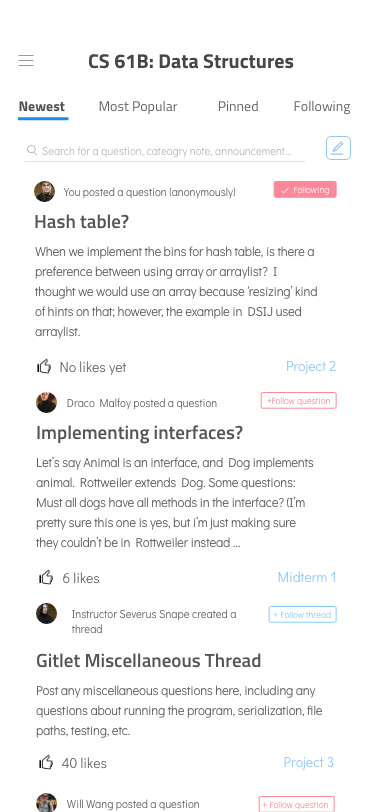 CS 61B: Data Structures
Newest Most Popular Pinned Following
Search for a question, cateogry note, announcement...
You posted a question (anonymously) Following
Hash table?
When we implement the bins for hash table, is there a
preference between using array or arraylist? I
thought we would use an array because 'resizing' kind
of hints on that; however, the example in DSIJ used
arraylist.
No likes yet Project 2
Draco Malfoy posted a question +Follow question
Implementing interfaces?
Let's say Animal is an interface, and Dog implements
animal. Rottweiler extends Dog. Some questions:
Must all dogs have all methods in the interface? (I'm
pretty sure this one is yes, but i'm just making sure
they couldn't be in Rottweiler instead ...
6 likes Midterm 1
Instructor Severus Snape created a + Follow thread
thread
Gitlet Miscellaneous Thread
Post any miscellaneous questions here, including any
questions about running the program, serialization, file
paths, testing, etc.
40 likes Project 3
Will Wang posted a question + Follow question